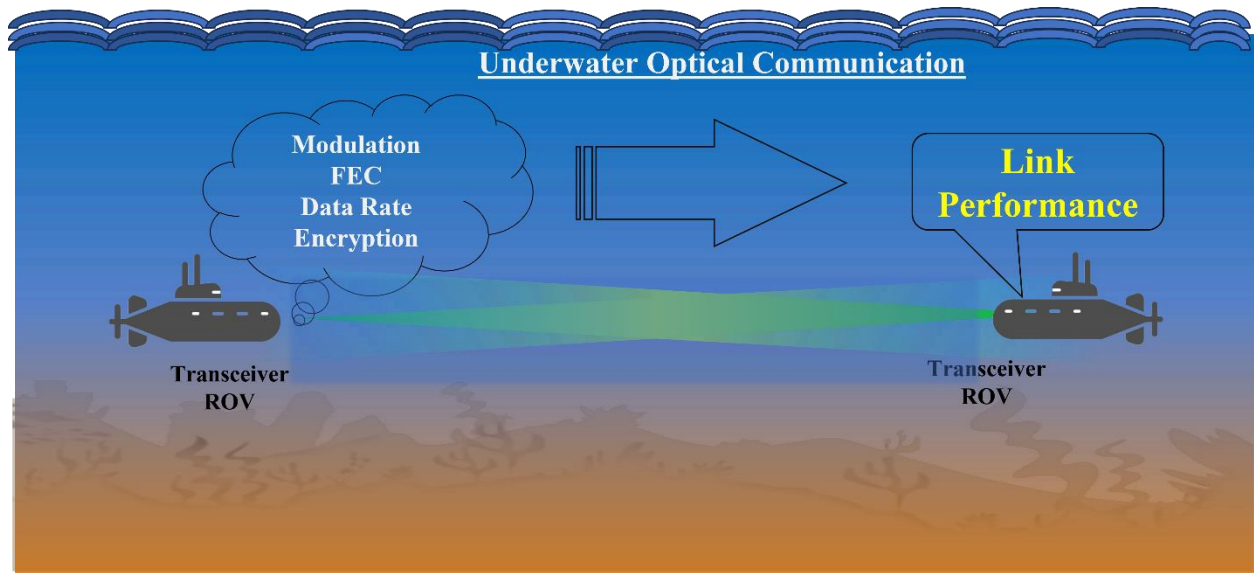 Underwater Optical Communication
Modulation
FEC
Data Rate
Encryption
Link
Performance
Transceiver
ROV
Transceiver
ROV